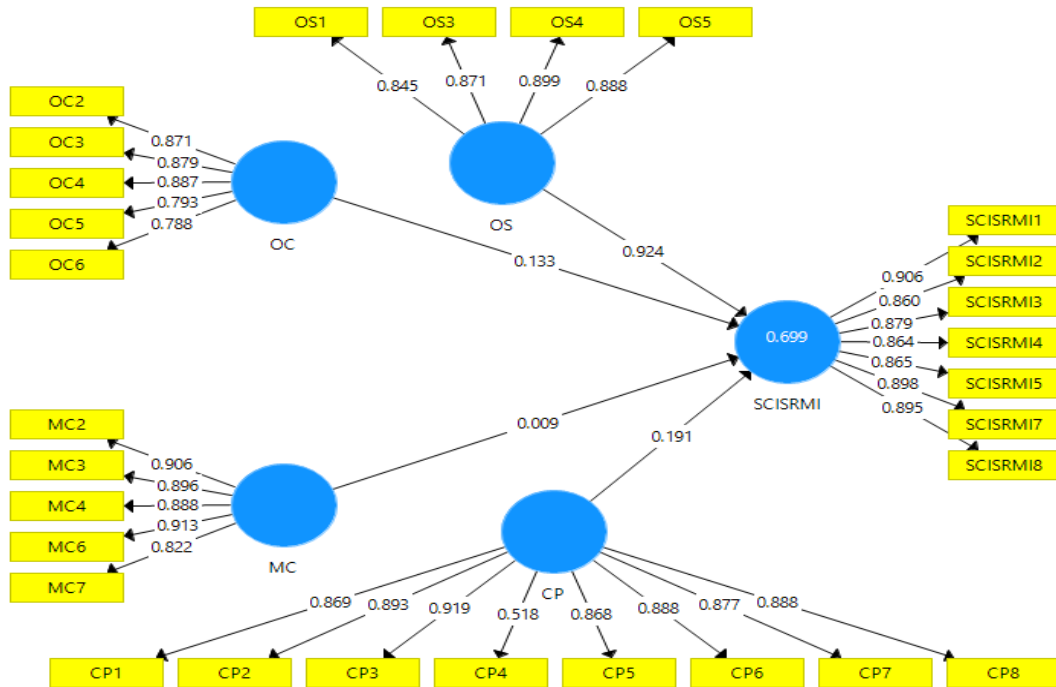 OS1 OS3 OS4 OS5
0.845 0.871 0.899 0.888
OS
OC2
OC3
OC4
OC5
OC6
0.871
0.879
0.887
0.793
0.788
OC
0.133
0.924
SCISRMI1
SCISRMI2
SCISRMI3
SCISRMI4
SCISRMI5
SCISRMI7
SCISRMI8
0.906
0.860
0.879
0.864
0.865
0.898
0.895
0.699
SCISRMI
MC2
MC3
MC4
MC6
MC7
0.906
0.896
0.888
0.913
0.822
MC
0.009
0.191
CP
0.869 0.893 0.919 0.518 0.868 0.888 0.877 0.888
CP1 CP2 CP3 CP4 CP5 CP6 CP7 CP8